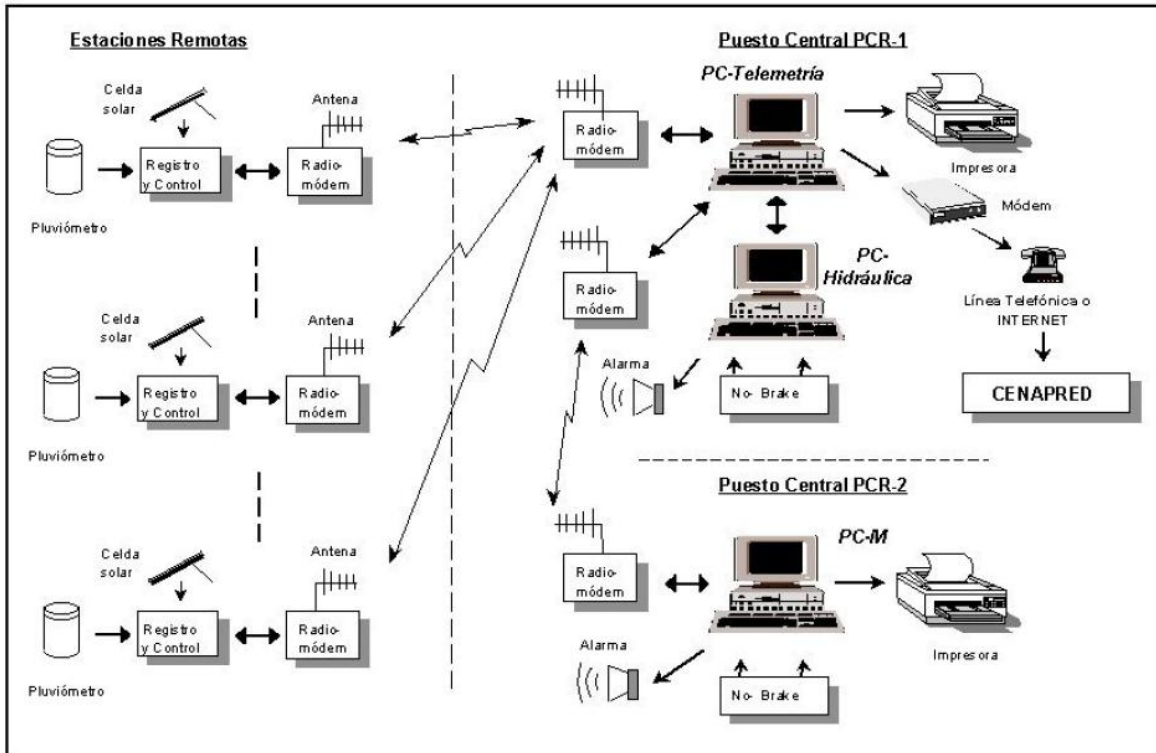 Estaciones Remotas
Celda
solar
Antena
Registro
y Control
Radio-
módem
Pluviómetro
Celda
solar
Antena
Registro
y Control
Radio-
módem
Pluviómetro
Celda
solar
Antena
Registro
y Control
Radio-
módem
Pluviómetro
Puesto Central PCR-1
PC-Telemetría
Radio-
módem
Impresora
Módem
Radio-
módem
PC-
Hidráulica
Línea Telefónica o
INTERNET
Alarma
No- Brake
CENAPRED
Puesto Central PCR-2
PC-M
Radio-
módem
Impresora
Alarma
No- Brake